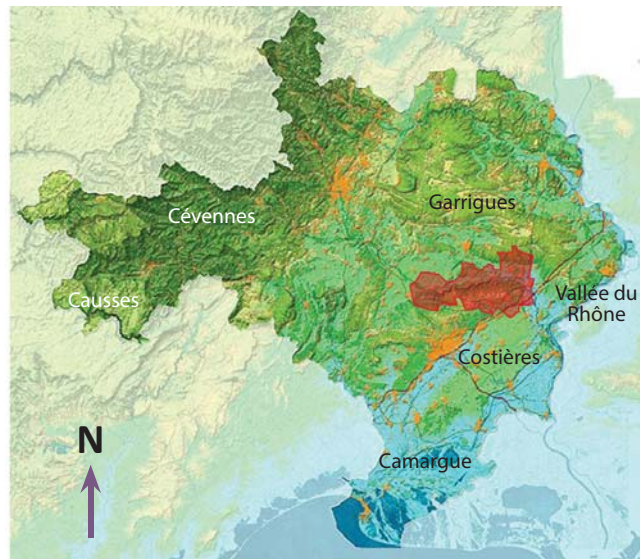 Garrigues
Cévennes
Causses
Vallée du
Rhône
Costières
N
Camargue